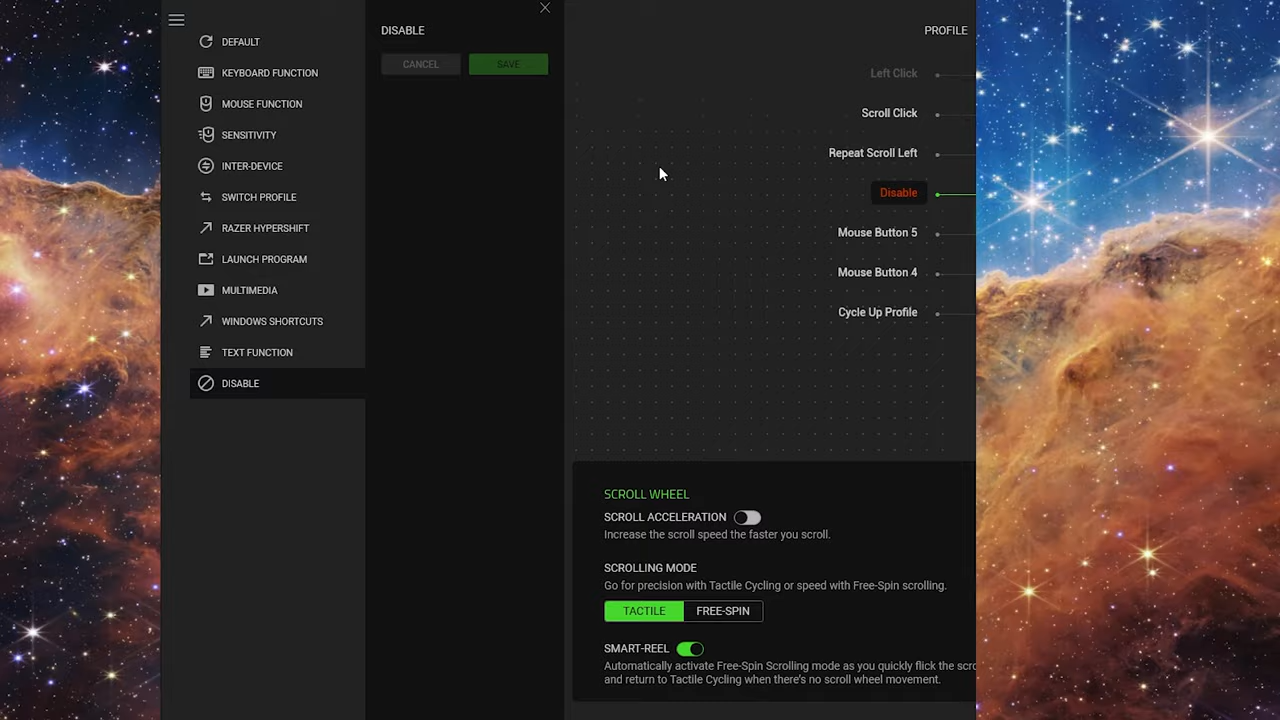 DEFAULT
KEYBOARD FUNCTION
MOUSE FUNCTION
SENSITIVITY
INTER-DEVICE
SWITCH PROFILE
RAZER HYPERSHIFT
LAUNCH PROGRAM
MULTIMEDIA
WINDOWS SHORTCUTS
TEXT FUNCTION
DISABLE
DISABLE
CANCEL
SAVE
PROFILE
Left Click
Scroll Click
Repeat Scroll Left
Disable
Mouse Button 5
Mouse Button 4
Cycle Up Profile
SCROLL WHEEL
SCROLL ACCELERATION
Increase the scroll speed the faster you scroll.
SCROLLING MODE
Go for precision with Tactile Cycling or speed with Free-Spin scrolling.
TACTILE
FREE-SPIN
SMART-REEL
Automatically activate Free-Spin Scrolling mode as you quickly flick the scro
and return to Tactile Cycling when there's no scroll wheel movement.